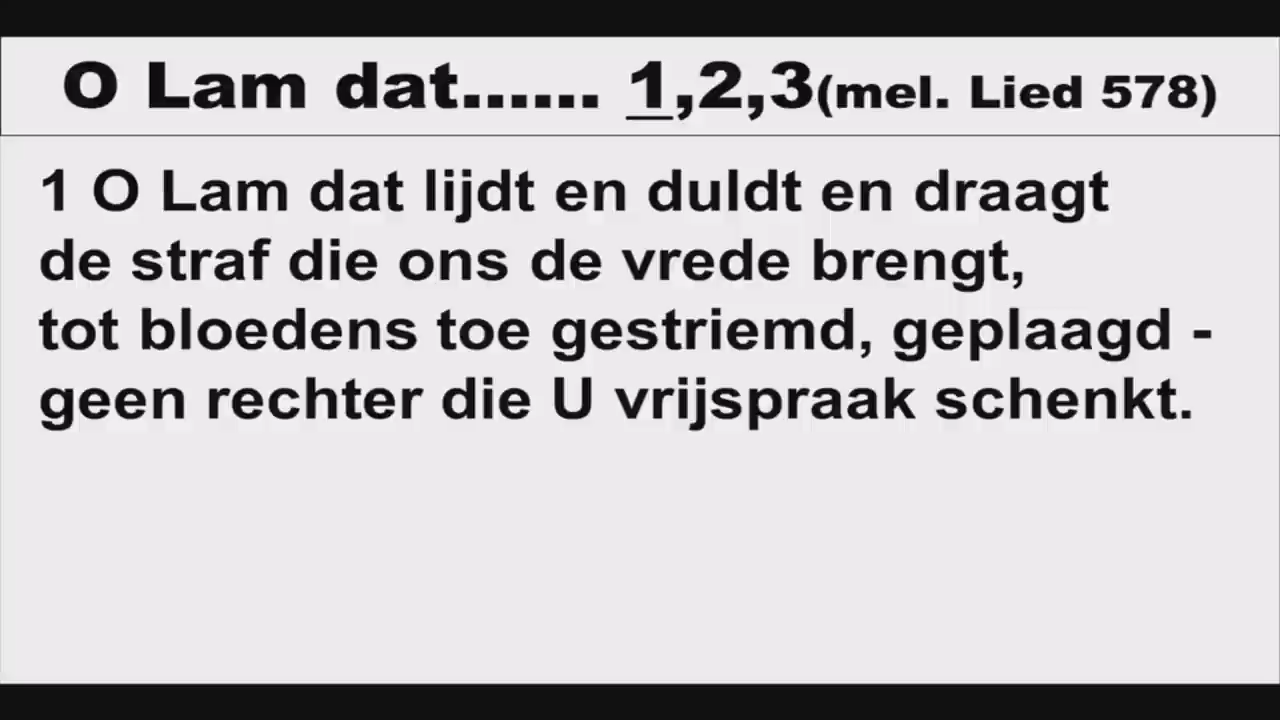 O Lam dat...... 1,2,3(mel. Lied 578)
1 O Lam dat lijdt en duldt en draagt
de straf die ons de vrede brengt,
tot bloedens toe gestriemd, geplaagd -
geen rechter die U vrijspraak schenkt.